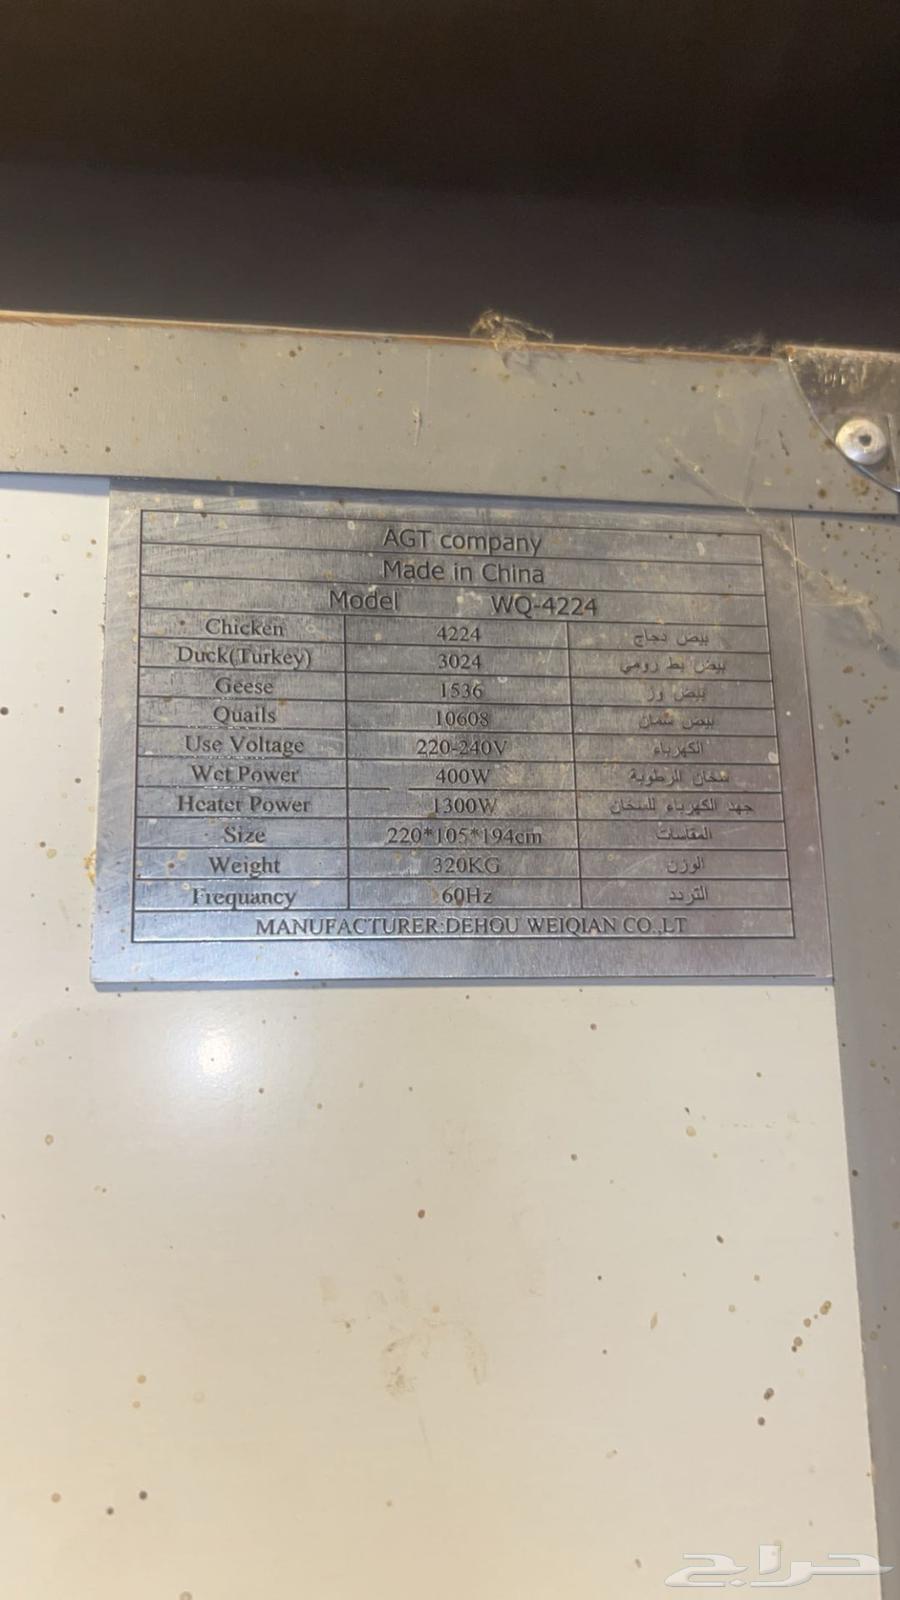 AGT company
Made in China
Model WQ-4224
Chicken 4224 بيض دجاج
Duck(Turkey) 3024 بيض بط رومي
Geese 1536 بيض وز
Quails 10608 بيض سمان
Use Voltage 220-240V الكهرباء
Wct Power 400W سخان الرطوبة
Heater Power 1300W جهد الكهرباء للسخان
Size 220*105*194cm المقاسات
Weight 320KG الوزن
Frequancy 60Hz التردد
MANUFACTURER:DEHOU WEIQIAN CO.,LT
حراج